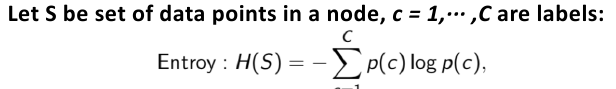 Let S be set of data points in a node, c = 1,⋯ ,C are labels:
Entroy : H(S) = − ∑_{c=1}^{C} p(c) log p(c),